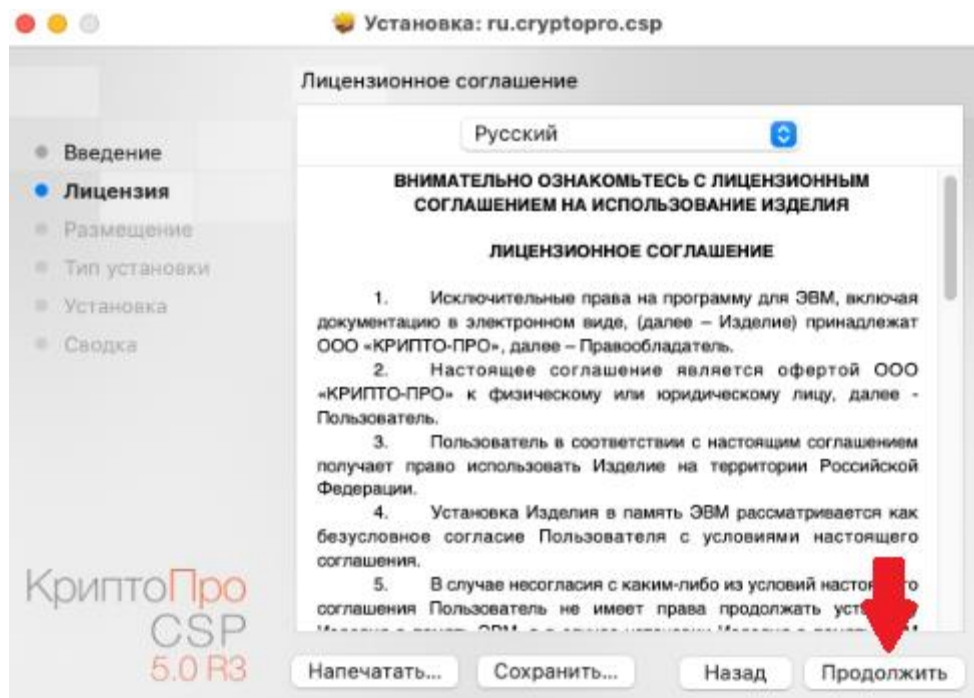 Установка: ru.cryptopro.csp
Лицензионное соглашение
Русский
Введение
Лицензия
Размещение
Тип установки
Установка
Сводка
ВНИМАТЕЛЬНО ОЗНАКОМЬТЕСЬ С ЛИЦЕНЗИОННЫМ
СОГЛАШЕНИЕМ НА ИСПОЛЬЗОВАНИЕ ИЗДЕЛИЯ
ЛИЦЕНЗИОННОЕ СОГЛАШЕНИЕ
1. Исключительные права на программу для ЭВМ, включая
документацию в электронном виде, (далее – Изделие) принадлежат
ООО «КРИПТО-ПРО», далее – Правообладатель.
2. Настоящее соглашение является офертой ООО
«КРИПТО-ПРО» к физическому или юридическому лицу, далее -
Пользователь.
3. Пользователь в соответствии с настоящим соглашением
получает право использовать Изделие на территории Российской
Федерации.
4. Установка Изделия в память ЭВМ рассматривается как
безусловное согласие Пользователя с условиями настоящего
соглашения.
5. В случае несогласия с каким-либо из условий
соглашения Пользователь не имеет права продолжать
КриптоПро
CSP
5.0 R3
Напечатать...
Сохранить...
Назад
Продолжить